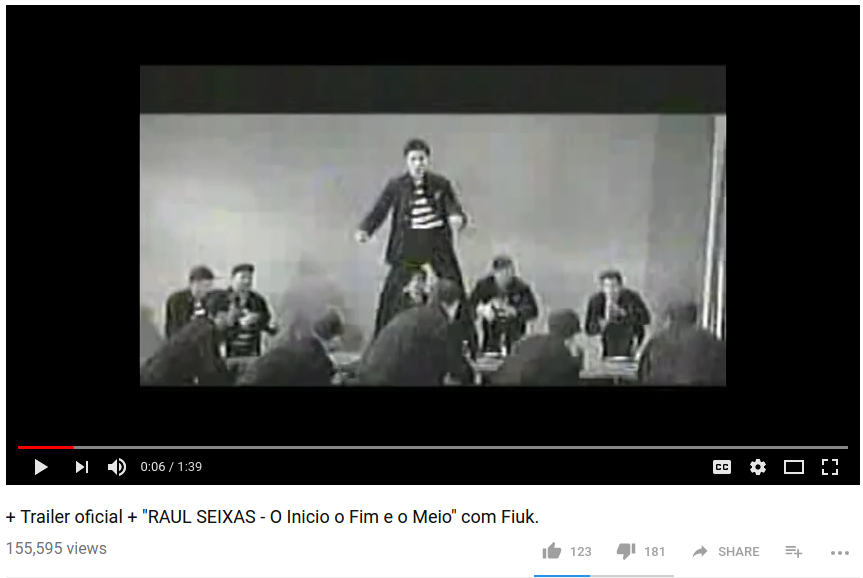 0:06 / 1:39
CC
+ Trailer oficial + "RAUL SEIXAS - O Inicio o Fim e o Meio" com Fiuk.
155,595 views
123
181
SHARE